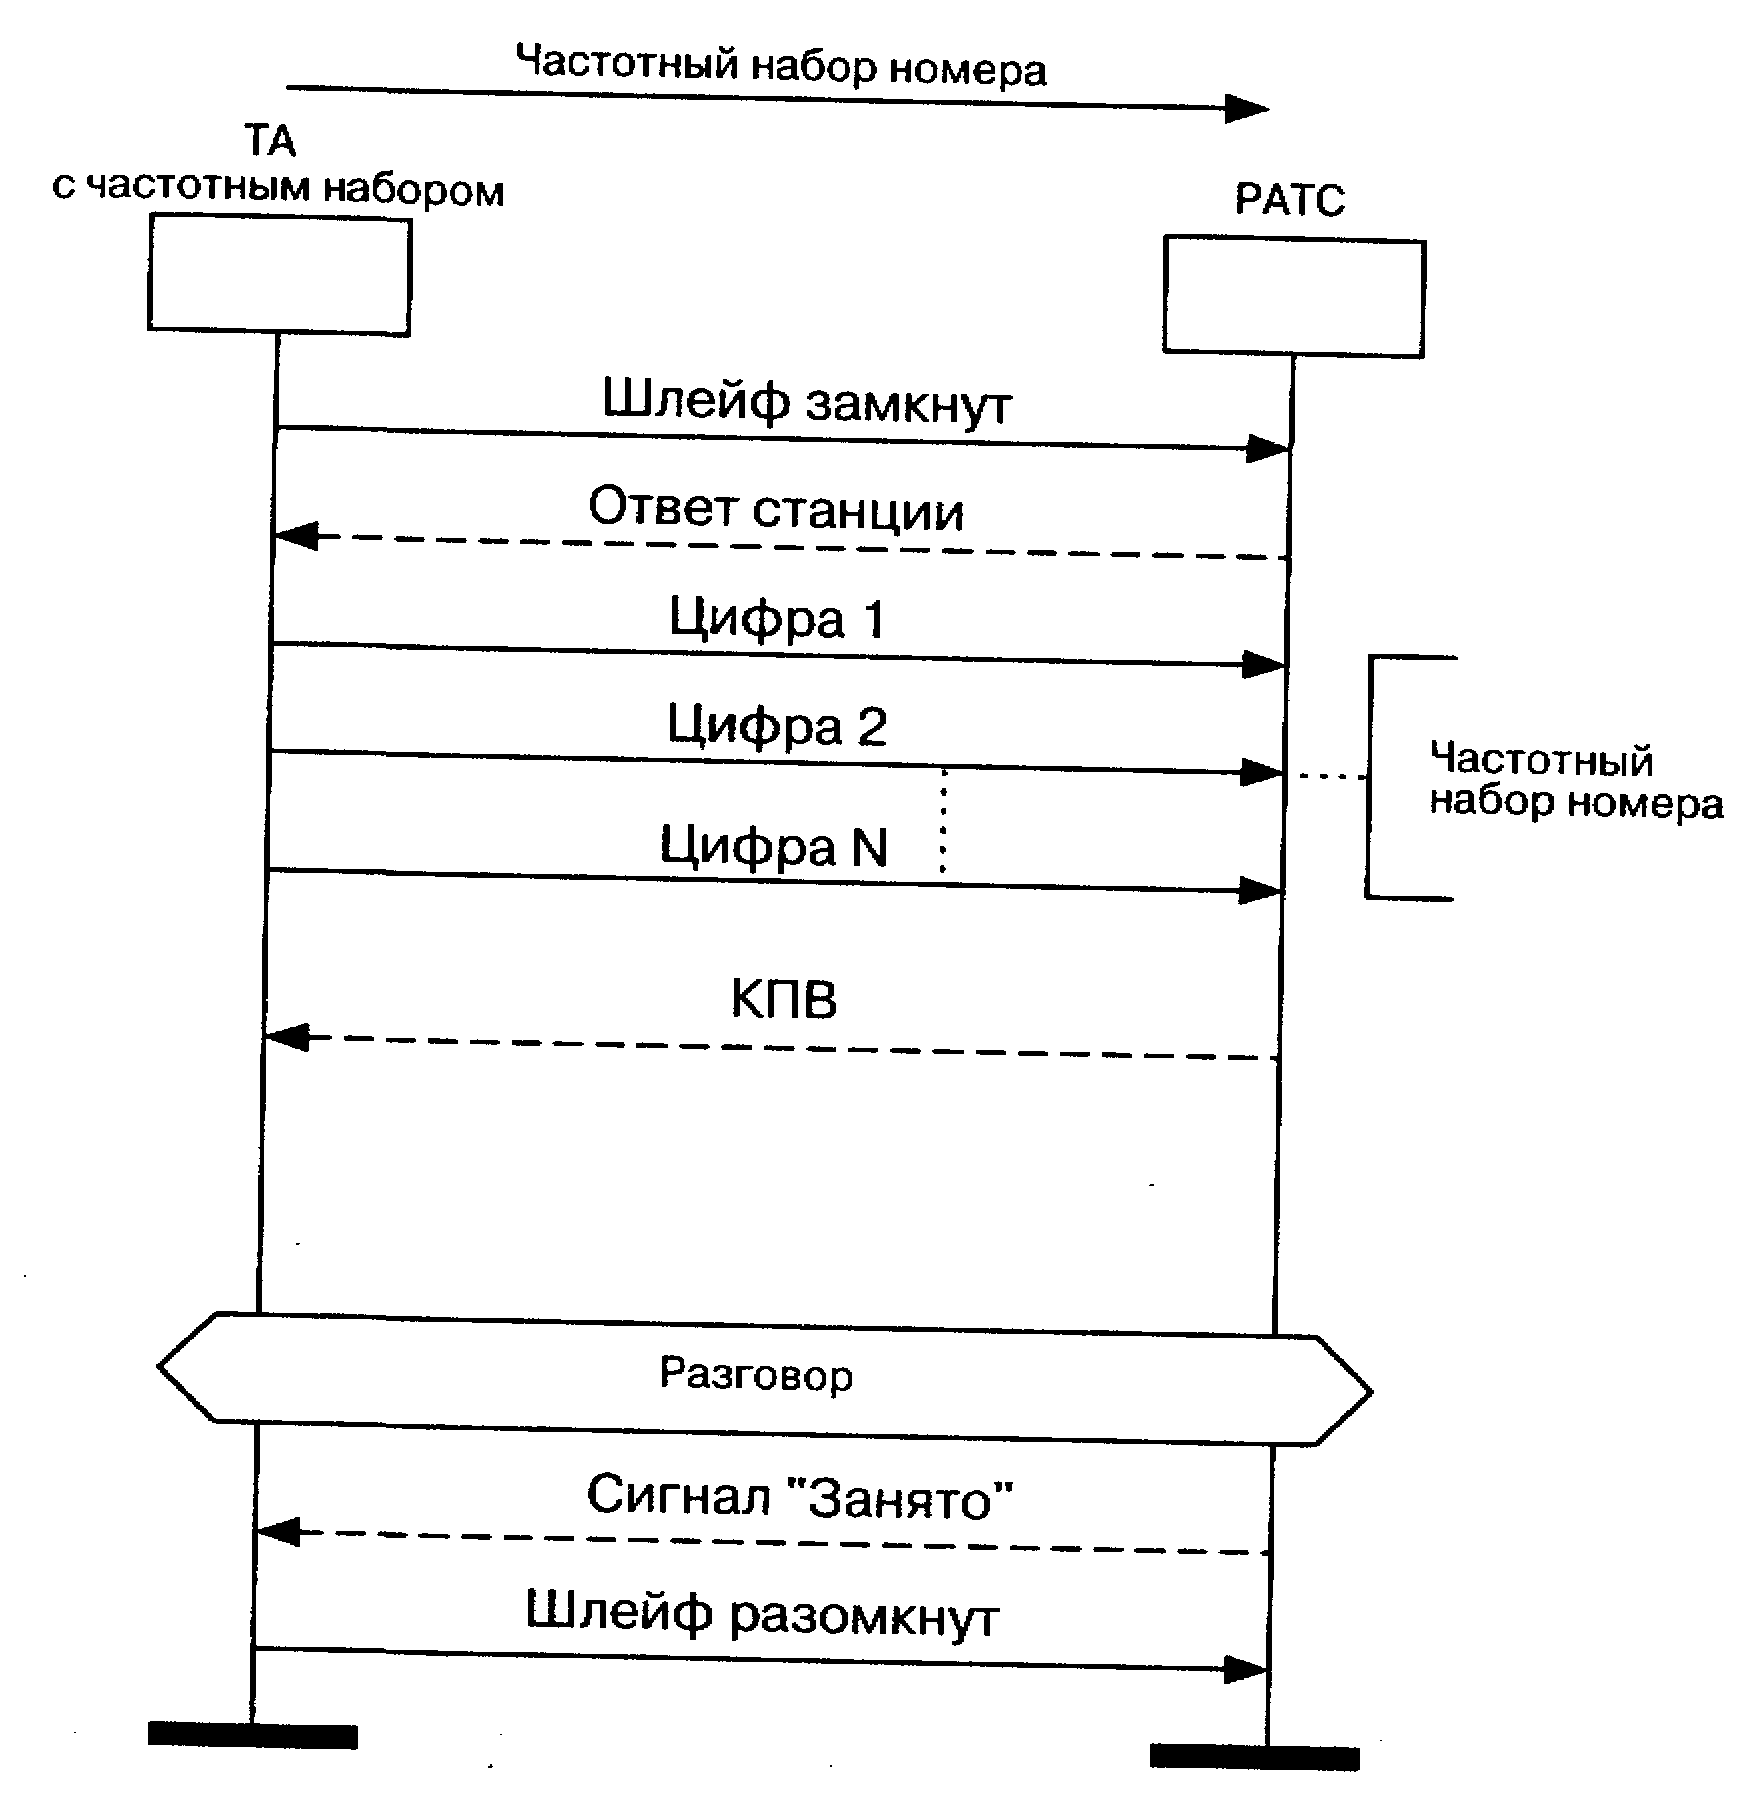 Частотный набор номера
ТА
с частотным набором
РАТС
Шлейф замкнут
Ответ станции
Цифра 1
Цифра 2
Частотный
набор номера
Цифра N
КПВ
Разговор
Сигнал "Занято"
Шлейф разомкнут